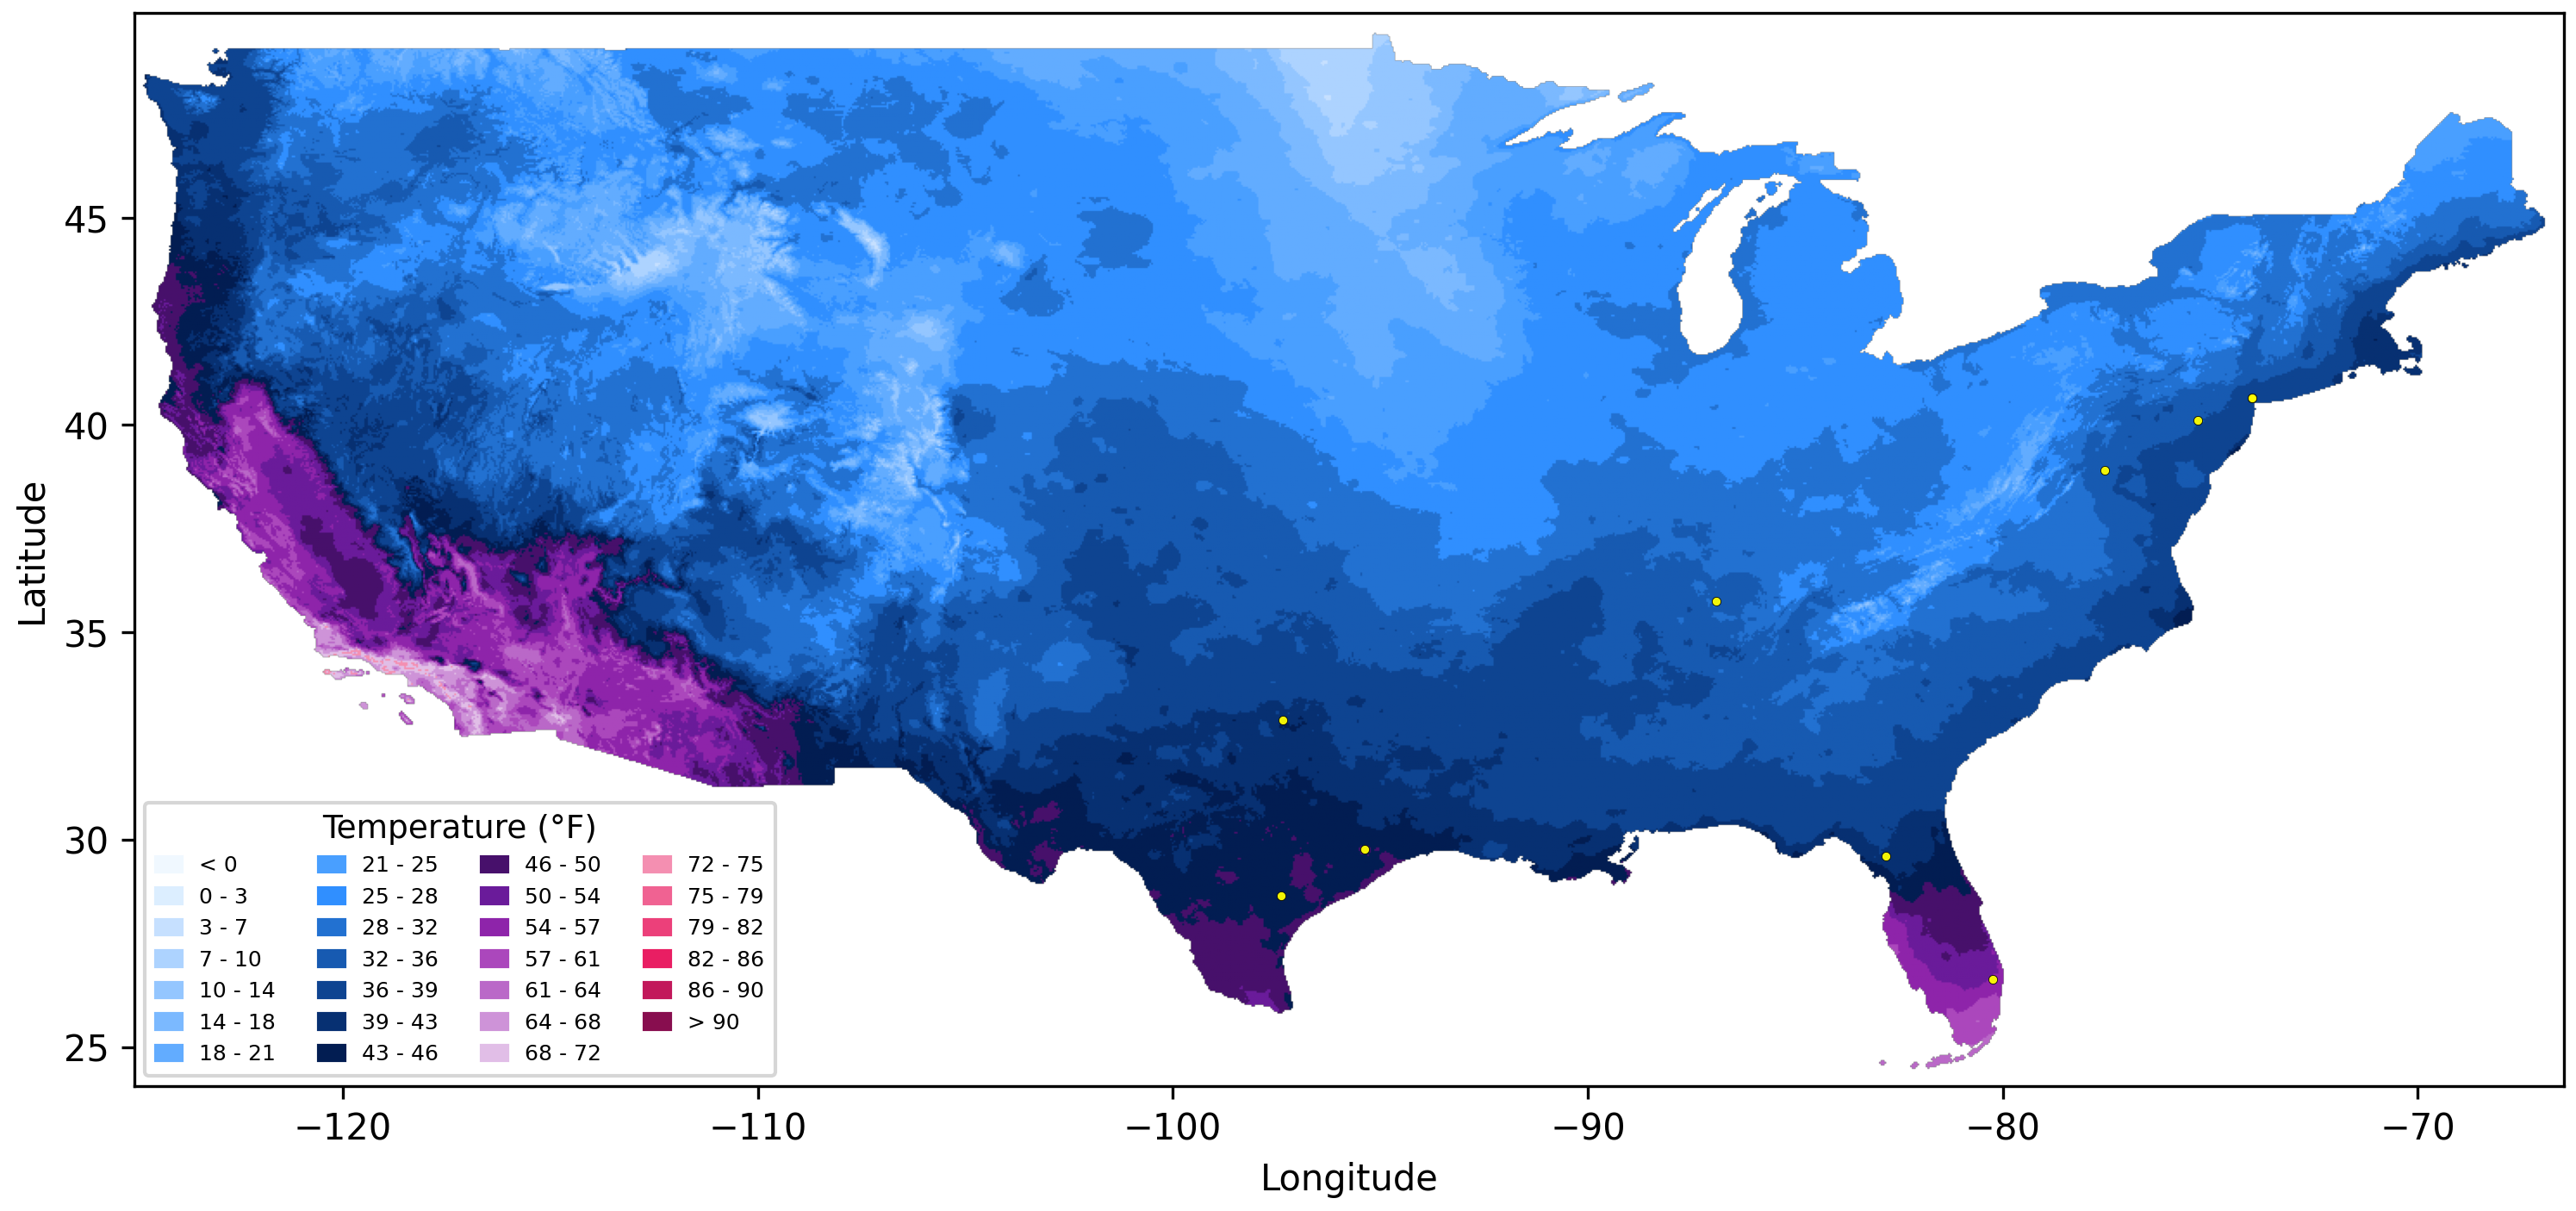 45
40
35
30
25
Latitude
Temperature (°F)
< 0
0 - 3
3 - 7
7 - 10
10 - 14
14 - 18
18 - 21
21 - 25
25 - 28
28 - 32
32 - 36
36 - 39
39 - 43
43 - 46
46 - 50
50 - 54
54 - 57
57 - 61
61 - 64
64 - 68
68 - 72
72 - 75
75 - 79
79 - 82
82 - 86
86 - 90
> 90
−120
−110
−100
−90
−80
−70
Longitude